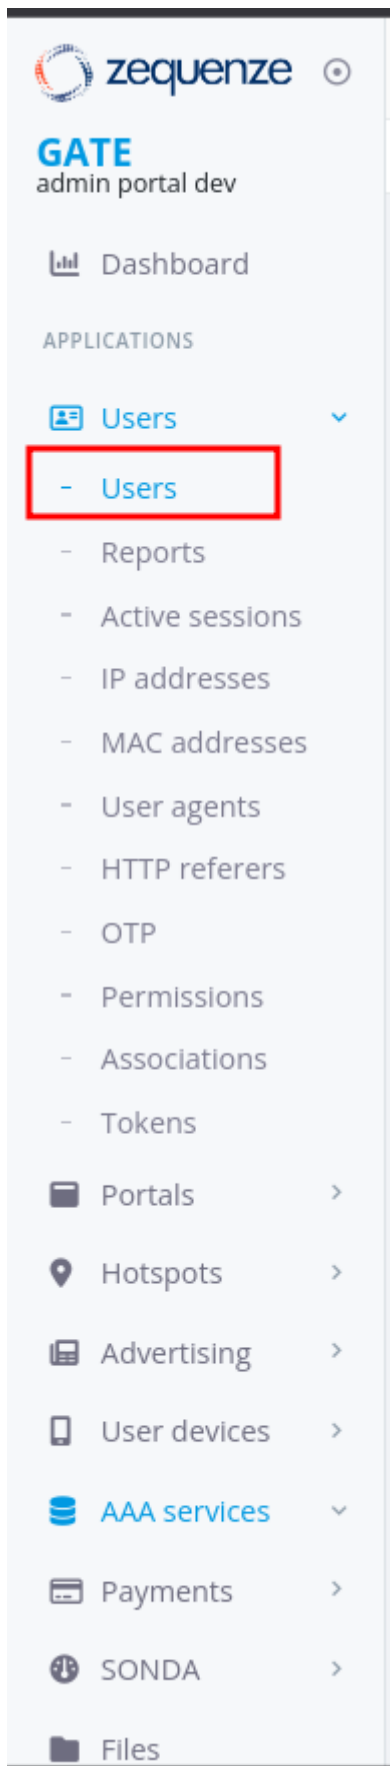 zequenze
GATE
admin portal dev
Dashboard
APPLICATIONS
Users
- Users
- Reports
- Active sessions
- IP addresses
- MAC addresses
- User agents
- HTTP referers
- OTP
- Permissions
- Associations
- Tokens
Portals
Hotspots
Advertising
User devices
AAA services
Payments
SONDA
Files